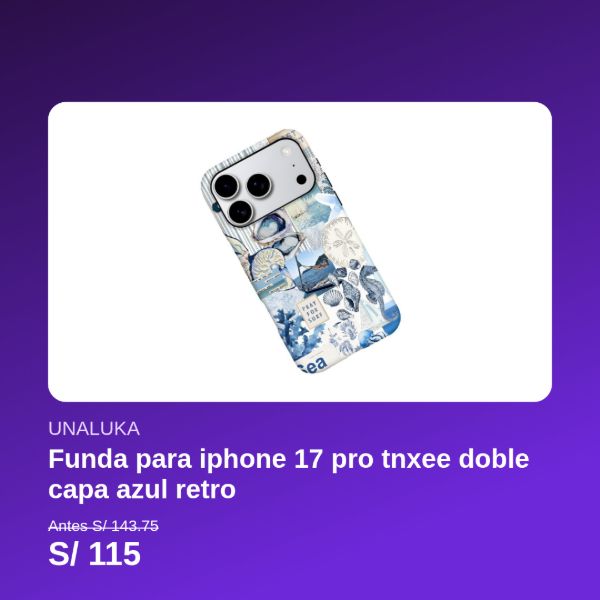 PRAY
FOR
SURF
Sea
UNALUKA
Funda para iphone 17 pro tnxee doble
capa azul retro
Antes S/ 143.75
S/ 115